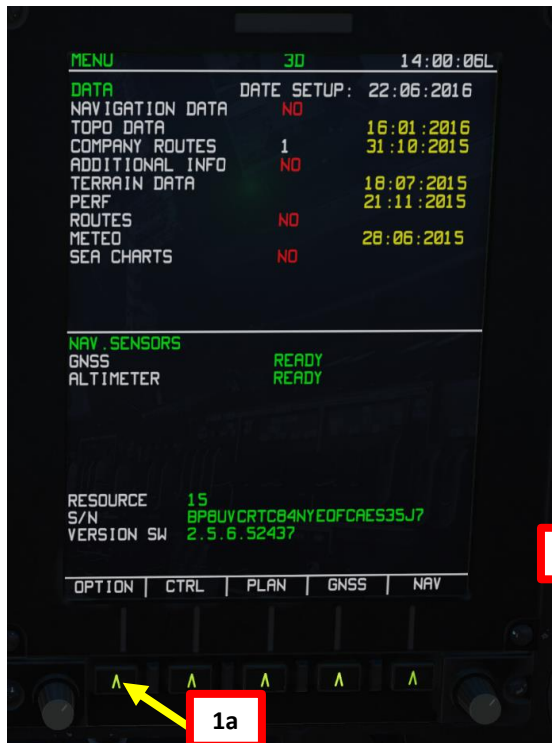 MENU 3D 14:00:06L
DATA DATE SETUP: 22:06:2016
NAVIGATION DATA NO
TOPO DATA 16:01:2016
COMPANY ROUTES 1 31:10:2015
ADDITIONAL INFO NO
TERRAIN DATA 18:07:2015
PERF 21:11:2015
ROUTES NO
METEO 28:06:2015
SEA CHARTS NO
NAV.SENSORS
GNSS READY
ALTIMETER READY
RESOURCE 15
S/N BP8UVCRTC84NYEOFCAES35J7
VERSION SW 2.5.6.52437
OPTION CTRL PLAN GNSS NAV
1a